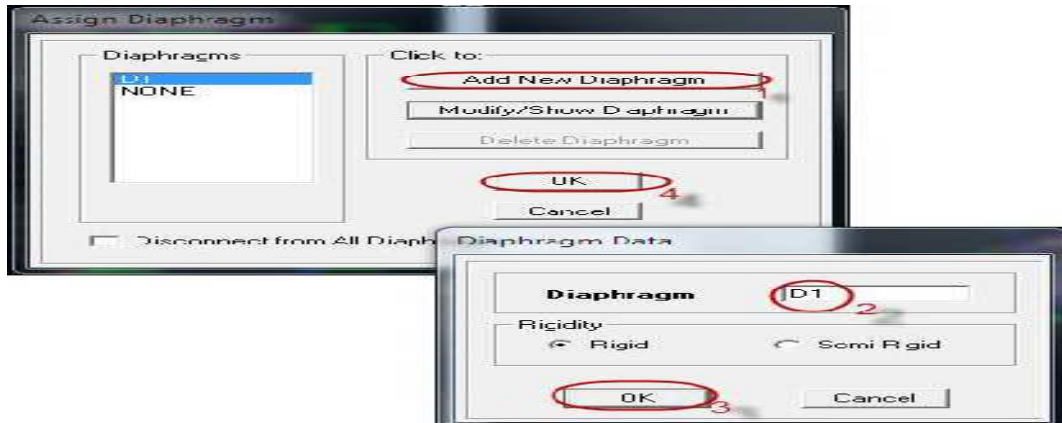 Assign Diaphragm
Diaphragms
D1
NONE
Click to:
Add New Diaphragm
1
Modify/Show Diaphragm
Delete Diaphragm
OK
4
Cancel
Disconnect from All Diaph
Diaphragm Data
Diaphragm
D1
2
Rigidity
Rigid
Semi Rigid
OK
3
Cancel